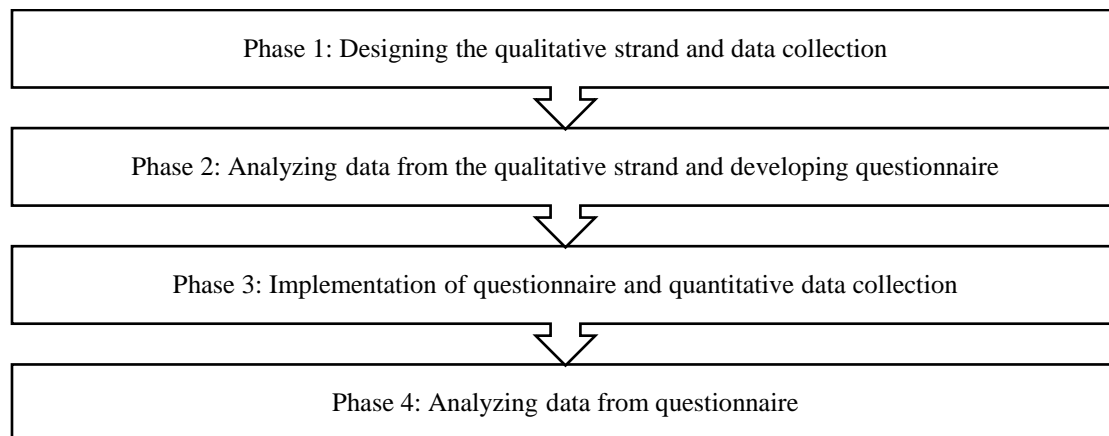 Phase 1: Designing the qualitative strand and data collection
Phase 2: Analyzing data from the qualitative strand and developing questionnaire
Phase 3: Implementation of questionnaire and quantitative data collection
Phase 4: Analyzing data from questionnaire